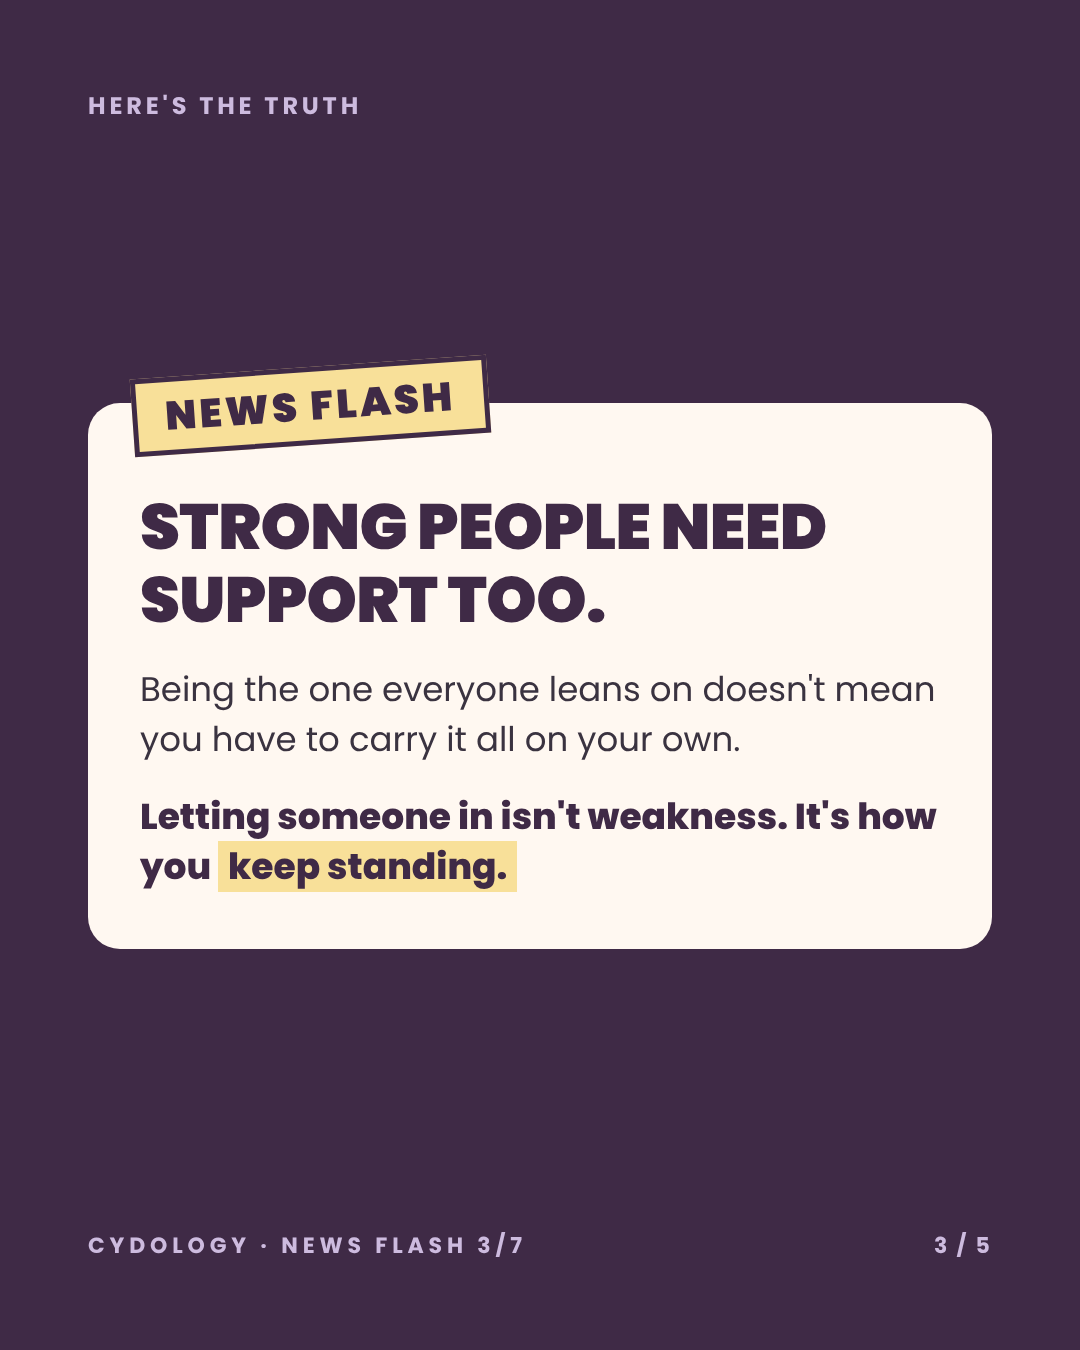 HERE'S THE TRUTH
NEWS FLASH
STRONG PEOPLE NEED
SUPPORT TOO.
Being the one everyone leans on doesn't mean
you have to carry it all on your own.
Letting someone in isn't weakness. It's how
you keep standing.
CYDOLOGY · NEWS FLASH 3/7
3 / 5